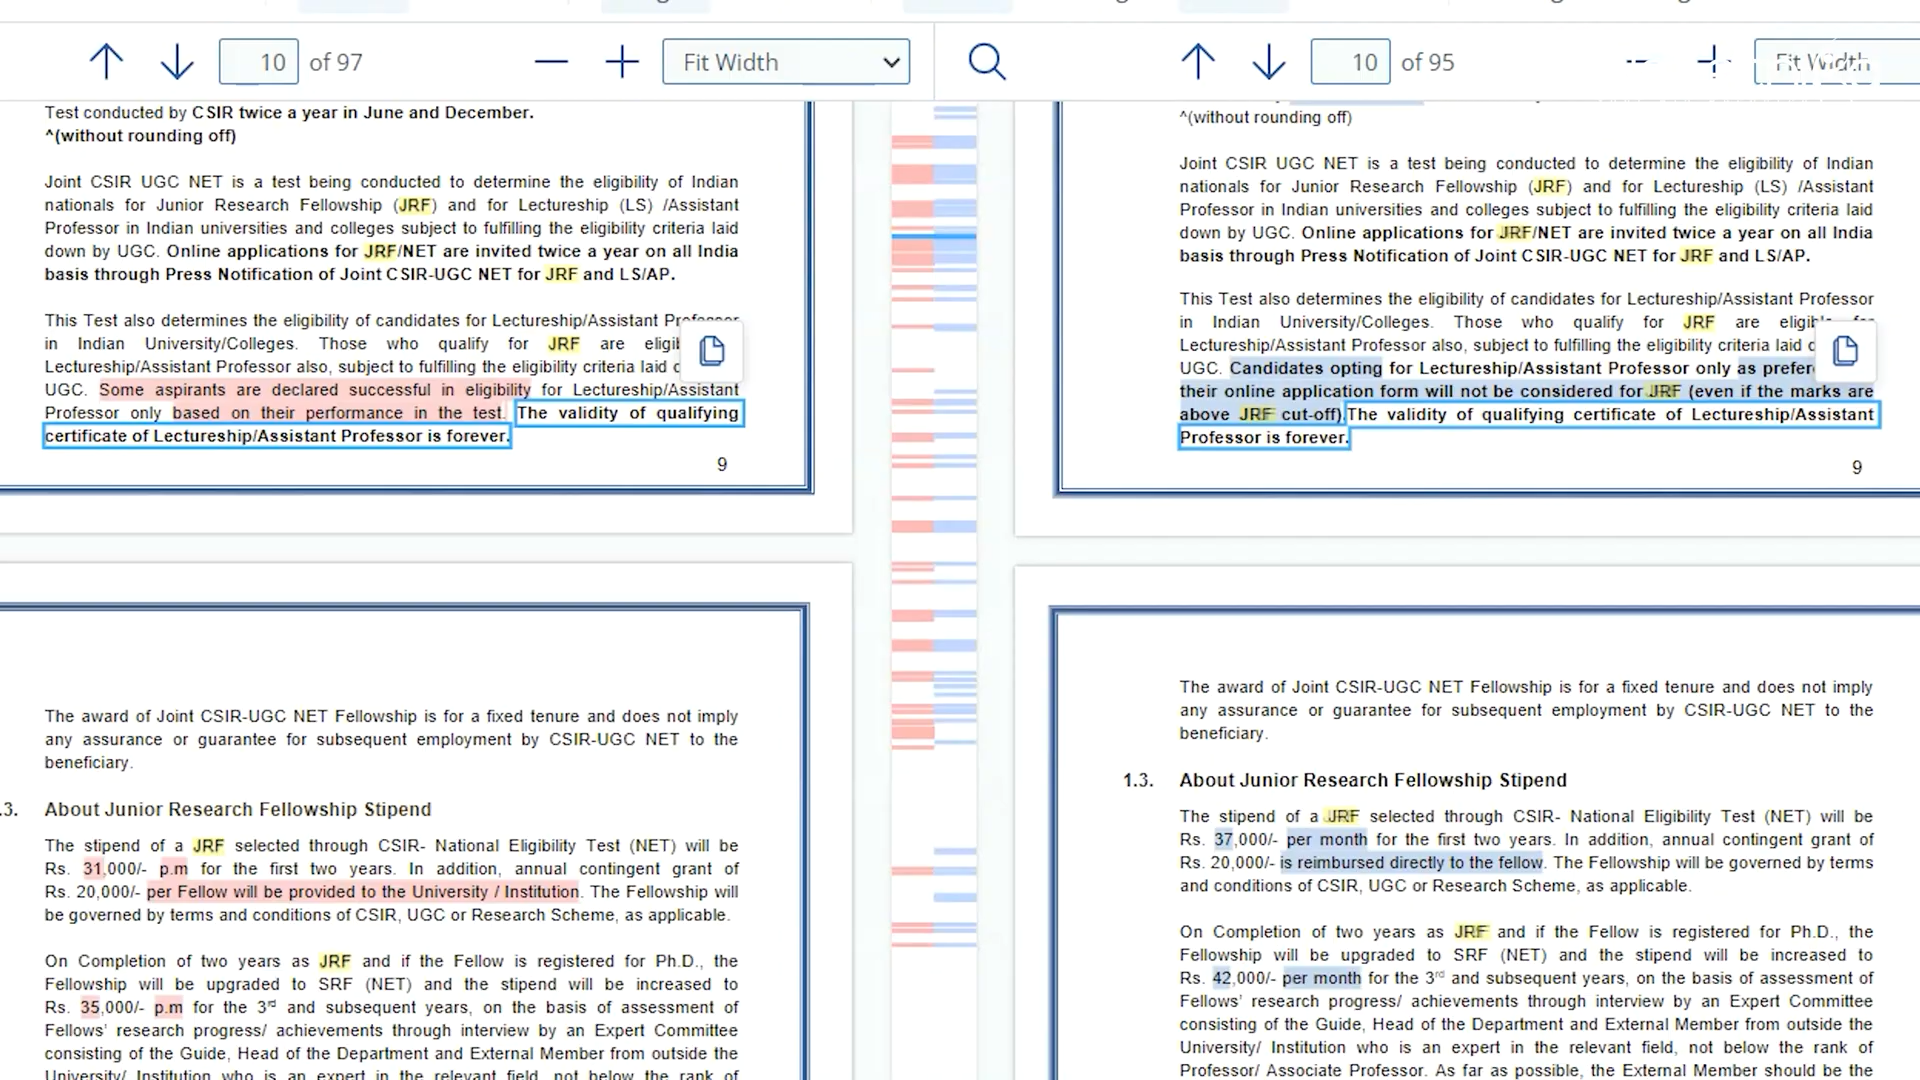 10 of 97
Fit Width
10 of 95
Fit Width
Test conducted by CSIR twice a year in June and December.
^(without rounding off)
Joint CSIR UGC NET is a test being conducted to determine the eligibility of Indian
nationals for Junior Research Fellowship (JRF) and for Lectureship (LS) /Assistant
Professor in Indian universities and colleges subject to fulfilling the eligibility criteria laid
down by UGC. Online applications for JRF/NET are invited twice a year on all India
basis through Press Notification of Joint CSIR-UGC NET for JRF and LS/AP.
This Test also determines the eligibility of candidates for Lectureship/Assistant Professor
in Indian University/Colleges. Those who qualify for JRF are
Lectureship/Assistant Professor also, subject to fulfilling the eligibility criteria laid
UGC. Some aspirants are declared successful in eligibility for Lectureship/Assistant
Professor only based on their performance in the test. The validity of qualifying
certificate of Lectureship/Assistant Professor is forever.
9
The award of Joint CSIR-UGC NET Fellowship is for a fixed tenure and does not imply
any assurance or guarantee for subsequent employment by CSIR-UGC NET to the
beneficiary.
.3. About Junior Research Fellowship Stipend
The stipend of a JRF selected through CSIR- National Eligibility Test (NET) will be
Rs. 31,000/- p.m for the first two years. In addition, annual contingent grant of
Rs. 20,000/- per Fellow will be provided to the University / Institution. The Fellowship will
be governed by terms and conditions of CSIR, UGC or Research Scheme, as applicable.
On Completion of two years as JRF and if the Fellow is registered for Ph.D., the
Fellowship will be upgraded to SRF (NET) and the stipend will be increased to
Rs. 35,000/- p.m for the 3rd and subsequent years, on the basis of assessment of
Fellows' research progress/ achievements through interview by an Expert Committee
consisting of the Guide, Head of the Department and External Member from outside the
University/ Institution who is an expert in the relevant field, not below the rank of
^(without rounding off)
Joint CSIR UGC NET is a test being conducted to determine the eligibility of Indian
nationals for Junior Research Fellowship (JRF) and for Lectureship (LS) /Assistant
Professor in Indian universities and colleges subject to fulfilling the eligibility criteria laid
down by UGC. Online applications for JRF/NET are invited twice a year on all India
basis through Press Notification of Joint CSIR-UGC NET for JRF and LS/AP.
This Test also determines the eligibility of candidates for Lectureship/Assistant Professor
in Indian University/Colleges. Those who qualify for JRF are
Lectureship/Assistant Professor also, subject to fulfilling the eligibility criteria laid
UGC. Candidates opting for Lectureship/Assistant Professor only as
their online application form will not be considered for JRF (even if the marks are
above JRF cut-off).The validity of qualifying certificate of Lectureship/Assistant
Professor is forever.
9
The award of Joint CSIR-UGC NET Fellowship is for a fixed tenure and does not imply
any assurance or guarantee for subsequent employment by CSIR-UGC NET to the
beneficiary.
1.3. About Junior Research Fellowship Stipend
The stipend of a JRF selected through CSIR- National Eligibility Test (NET) will be
Rs. 37,000/- per month for the first two years. In addition, annual contingent grant of
Rs. 20,000/- is reimbursed directly to the fellow. The Fellowship will be governed by terms
and conditions of CSIR, UGC or Research Scheme, as applicable.
On Completion of two years as JRF and if the Fellow is registered for Ph.D., the
Fellowship will be upgraded to SRF (NET) and the stipend will be increased to
Rs. 42,000/- per month for the 3rd and subsequent years, on the basis of assessment of
Fellows' research progress/ achievements through interview by an Expert Committee
consisting of the Guide, Head of the Department and External Member from outside the
University/ Institution who is an expert in the relevant field, not below the rank of
Professor/ Associate Professor. As far as possible, the External Member should be the